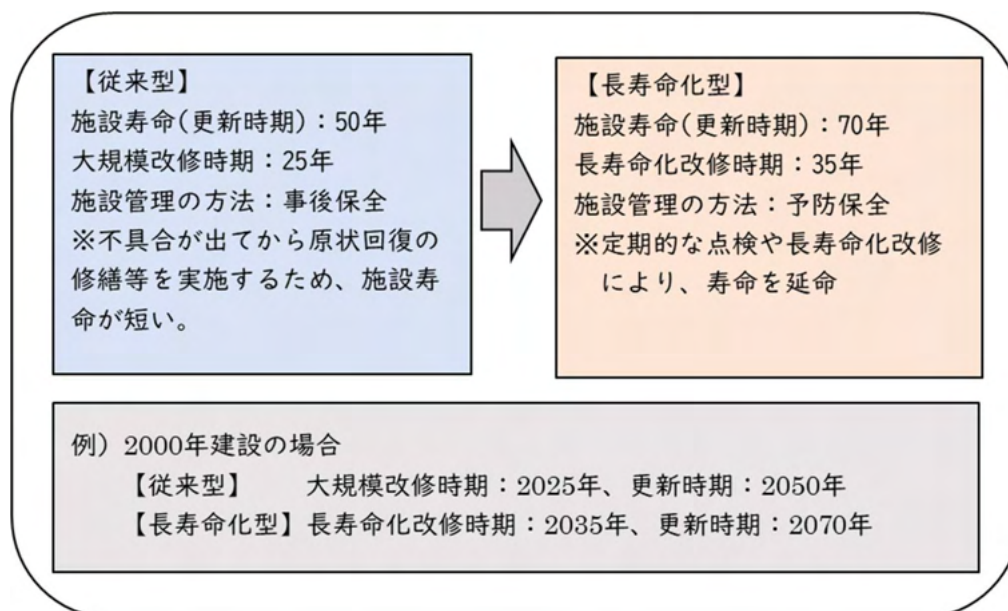 【従来型】
施設寿命(更新時期)：50年
大規模改修時期：25年
施設管理の方法：事後保全
※不具合が出てから原状回復の
修繕等を実施するため、施設寿
命が短い。
【長寿命化型】
施設寿命(更新時期)：70年
長寿命化改修時期：35年
施設管理の方法：予防保全
※定期的な点検や長寿命化改修
により、寿命を延命
例）2000年建設の場合
【従来型】　　大規模改修時期：2025年、更新時期：2050年
【長寿命化型】長寿命化改修時期：2035年、更新時期：2070年